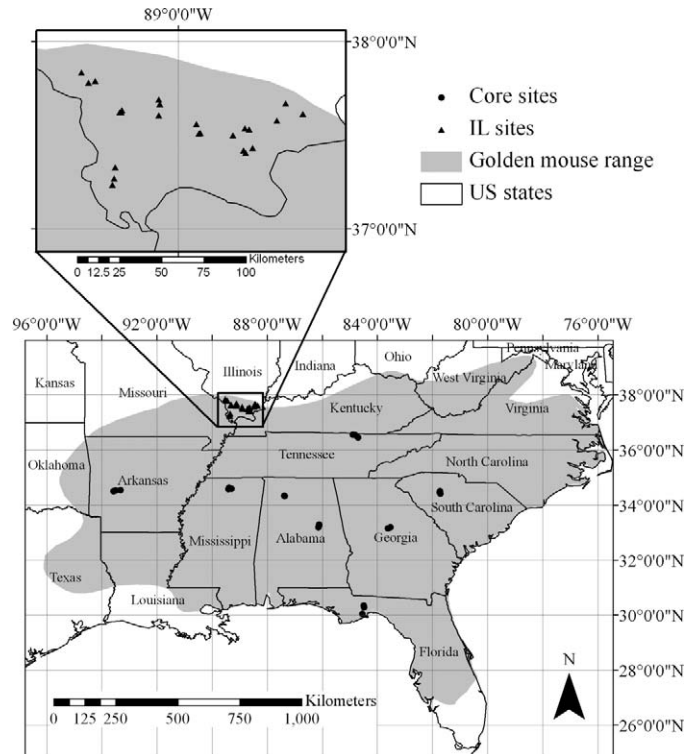 89°0'0"W
38°0'0"N
37°0'0"N
Kilometers
0 12.5 25 50 75 100
Core sites
IL sites
Golden mouse range
US states
96°0'0"W 92°0'0"W 88°0'0"W 84°0'0"W 80°0'0"W 76°0'0"W
Pennsylvania
Maryland
Kansas Missouri Illinois Indiana Ohio West Virginia
38°0'0"N
Kentucky Virginia
36°0'0"N
Oklahoma Arkansas Tennessee North Carolina
34°0'0"N
South Carolina
Mississippi Alabama Georgia
32°0'0"N
Texas Louisiana
30°0'0"N
Florida
28°0'0"N
26°0'0"N
N
Kilometers
0 125 250 500 750 1,000